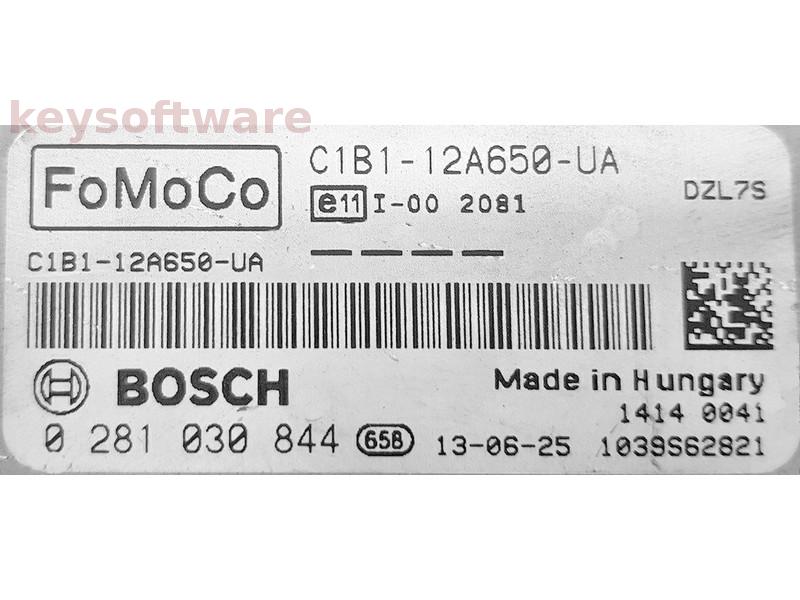 keysoftware
FoMoCo
C1B1-12A650-UA
e11 I-00 2081
DZL7S
C1B1-12A650-UA
BOSCH
Made in Hungary
1414 0041
0 281 030 844 65B 13-06-25 1039S62821